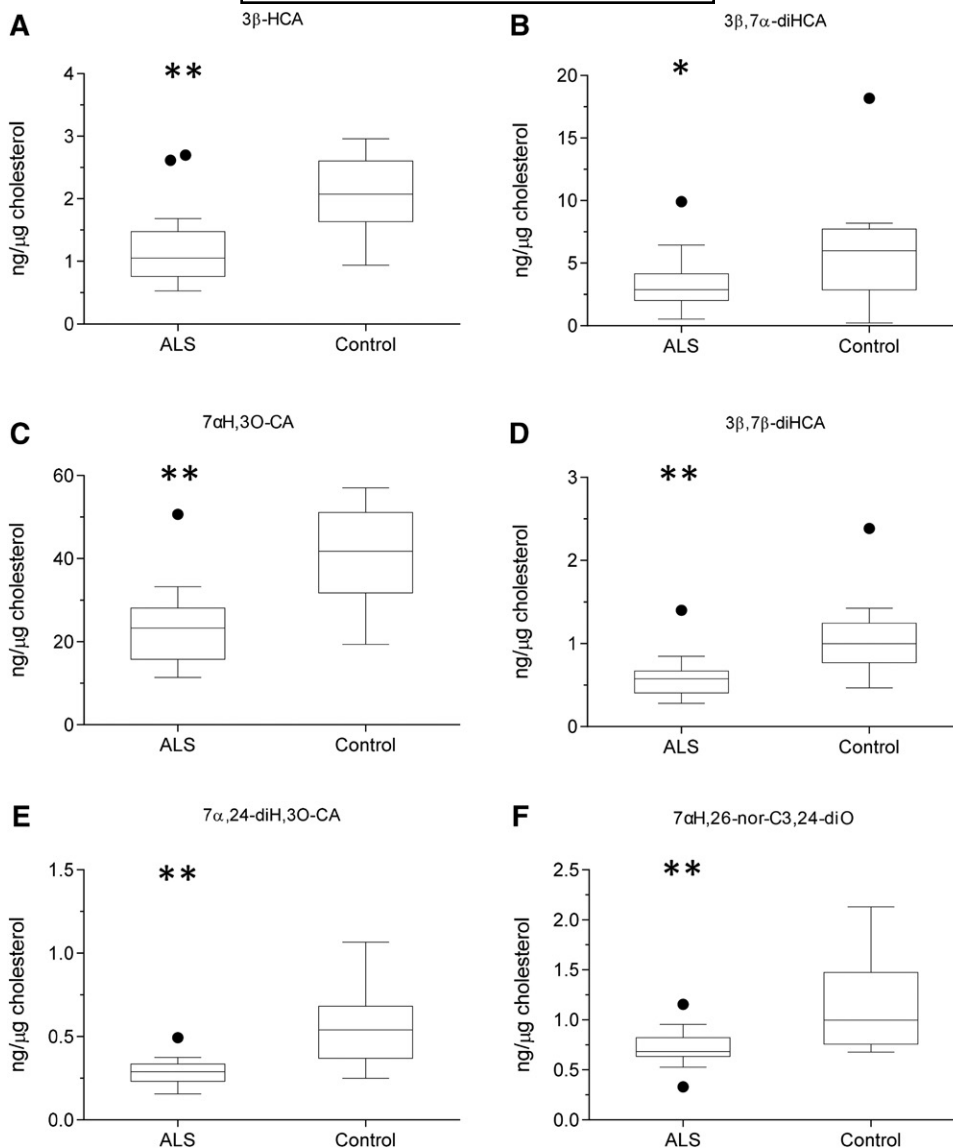 A
3β-HCA
**
4
3
2
1
0
ng/μg cholesterol
ALS
Control
B
3β,7α-diHCA
*
20
15
10
5
0
ng/μg cholesterol
ALS
Control
C
7αH,3O-CA
**
60
40
20
0
ng/μg cholesterol
ALS
Control
D
3β,7β-diHCA
**
3
2
1
0
ng/μg cholesterol
ALS
Control
E
7α,24-diH,3O-CA
**
1.5
1.0
0.5
0.0
ng/μg cholesterol
ALS
Control
F
7αH,26-nor-C3,24-diO
**
2.5
2.0
1.5
1.0
0.5
0.0
ng/μg cholesterol
ALS
Control